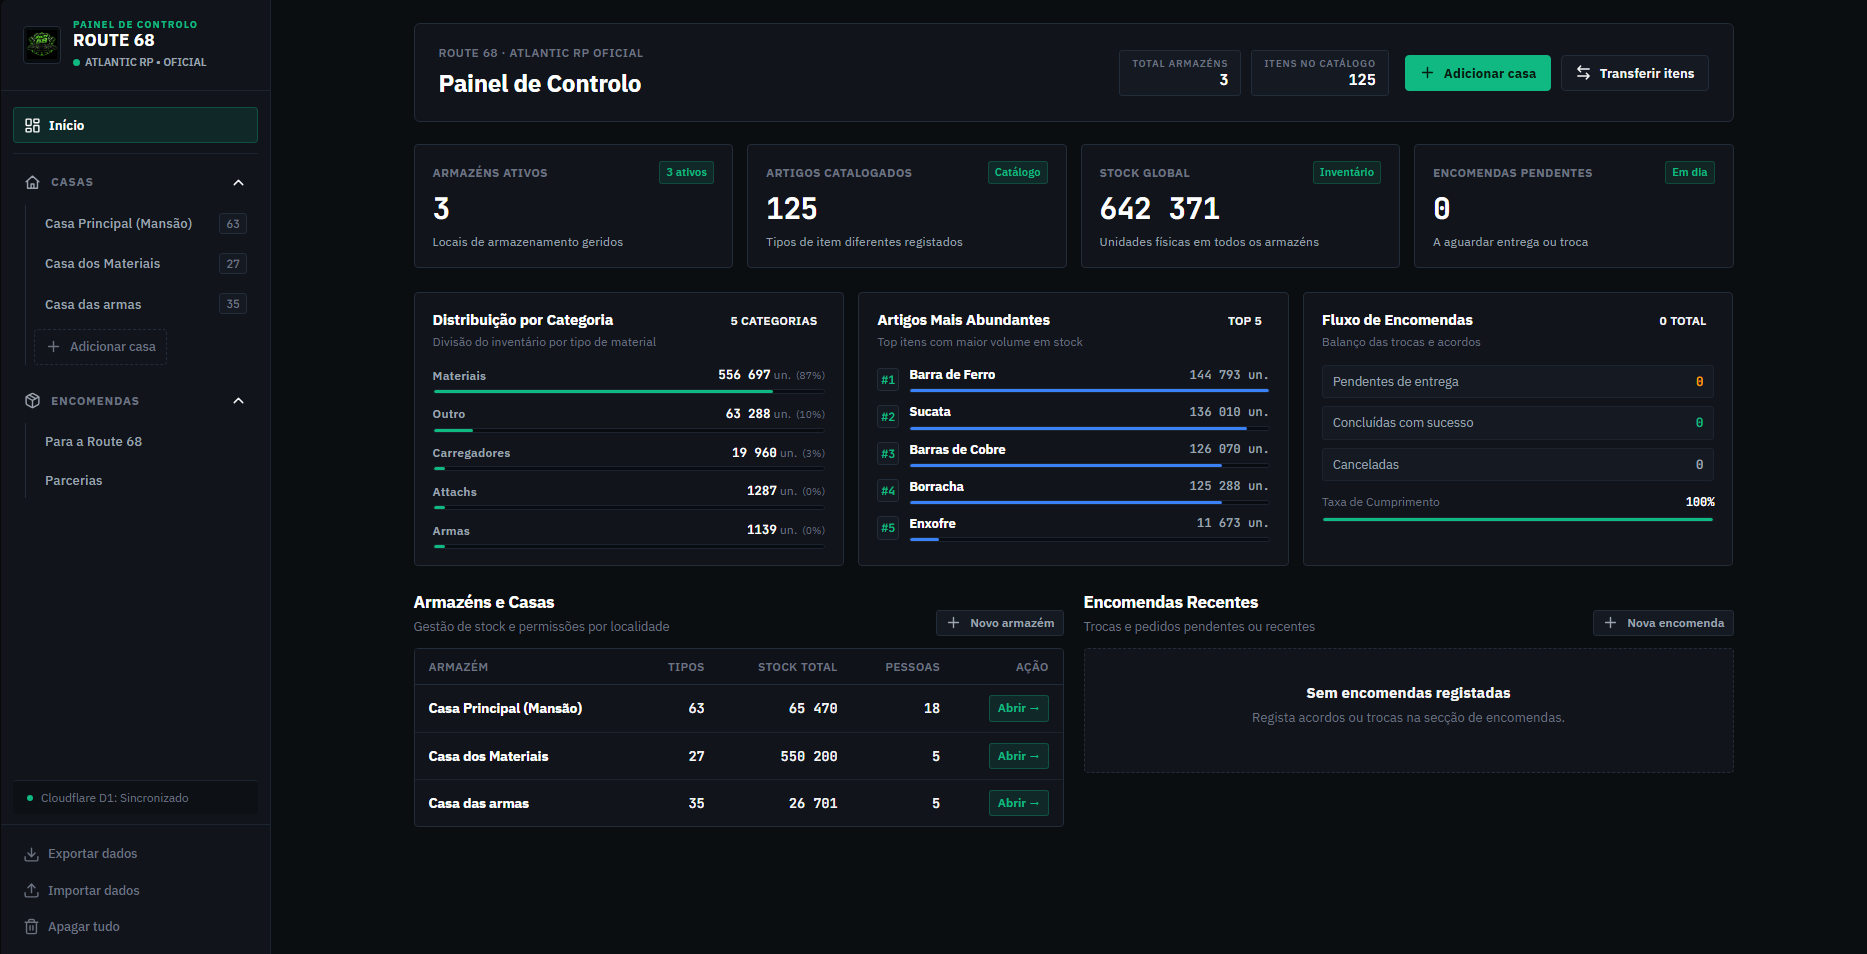 PAINEL DE CONTROLO
ROUTE 68
ATLANTIC RP • OFICIAL
Início
CASAS
Casa Principal (Mansão) 63
Casa dos Materiais 27
Casa das armas 35
Adicionar casa
ENCOMENDAS
Para a Route 68
Parcerias
Cloudflare D1: Sincronizado
Exportar dados
Importar dados
Apagar tudo
ROUTE 68 · ATLANTIC RP OFICIAL
Painel de Controlo
TOTAL ARMAZÉNS
3
ITENS NO CATÁLOGO
125
Adicionar casa
Transferir itens
ARMAZÉNS ATIVOS 3 ativos
3
Locais de armazenamento geridos
ARTIGOS CATALOGADOS Catálogo
125
Tipos de item diferentes registados
STOCK GLOBAL Inventário
642 371
Unidades físicas em todos os armazéns
ENCOMENDAS PENDENTES Em dia
0
A aguardar entrega ou troca
Distribuição por Categoria 5 CATEGORIAS
Divisão do inventário por tipo de material
Materiais 556 697 un. (87%)
Outro 63 288 un. (10%)
Carregadores 19 960 un. (3%)
Attachs 1287 un. (0%)
Armas 1139 un. (0%)
Artigos Mais Abundantes TOP 5
Top itens com maior volume em stock
#1 Barra de Ferro 144 793 un.
#2 Sucata 136 010 un.
#3 Barras de Cobre 126 070 un.
#4 Borracha 125 288 un.
#5 Enxofre 11 673 un.
Fluxo de Encomendas 0 TOTAL
Balanço das trocas e acordos
Pendentes de entrega 0
Concluídas com sucesso 0
Canceladas 0
Taxa de Cumprimento 100%
Armazéns e Casas
Gestão de stock e permissões por localidade
Novo armazém
ARMAZÉM TIPOS STOCK TOTAL PESSOAS AÇÃO
Casa Principal (Mansão) 63 65 470 18 Abrir →
Casa dos Materiais 27 550 200 5 Abrir →
Casa das armas 35 26 701 5 Abrir →
Encomendas Recentes
Trocas e pedidos pendentes ou recentes
Nova encomenda
Sem encomendas registadas
Regista acordos ou trocas na secção de encomendas.